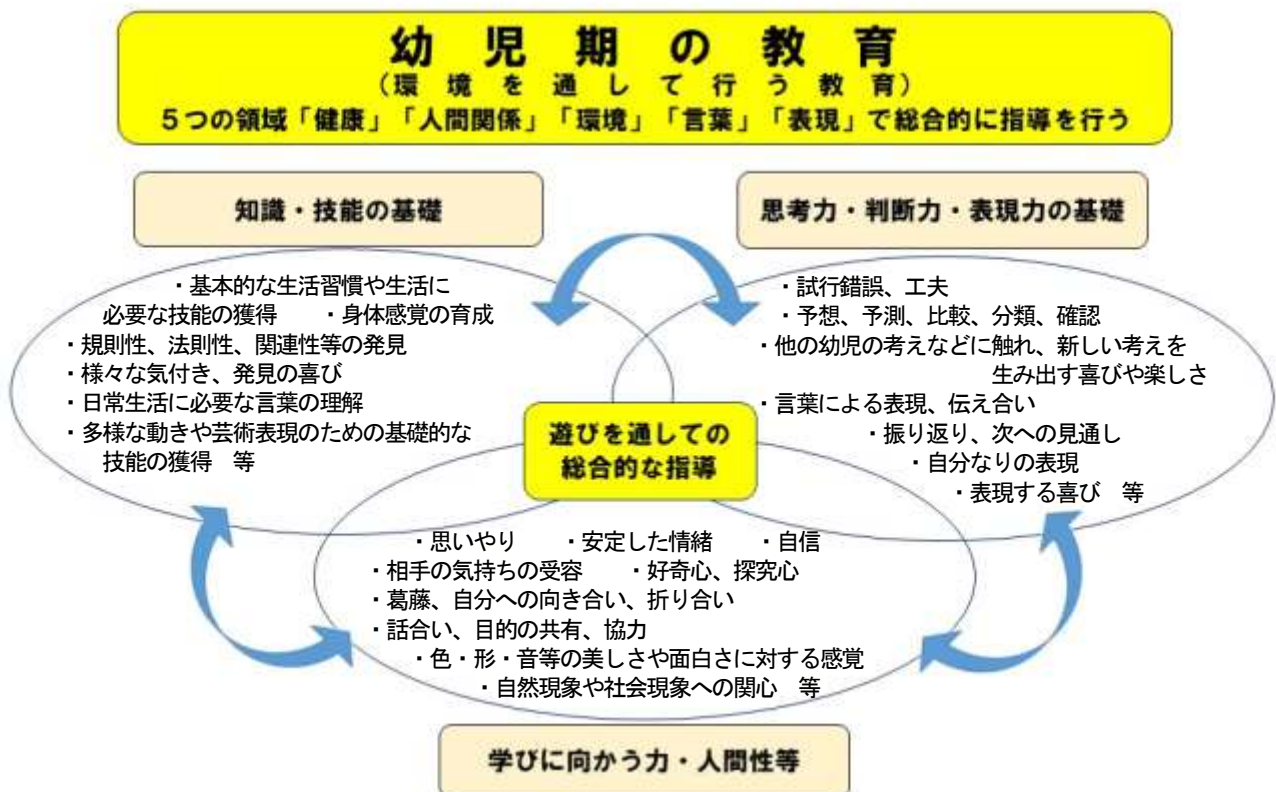 幼児期の教育
（環境を通して行う教育）
５つの領域「健康」「人間関係」「環境」「言葉」「表現」で総合的に指導を行う
知識・技能の基礎
・基本的な生活習慣や生活に
必要な技能の獲得　・身体感覚の育成
・規則性、法則性、関連性等の発見
・様々な気付き、発見の喜び
・日常生活に必要な言葉の理解
・多様な動きや芸術表現のための基礎的な
技能の獲得　等
思考力・判断力・表現力の基礎
・試行錯誤、工夫
・予想、予測、比較、分類、確認
・他の幼児の考えなどに触れ、新しい考えを
生み出す喜びや楽しさ
・言葉による表現、伝え合い
・振り返り、次への見通し
・自分なりの表現
・表現する喜び　等
遊びを通しての
総合的な指導
・思いやり　・安定した情緒　・自信
・相手の気持ちの受容　・好奇心、探究心
・葛藤、自分への向き合い、折り合い
・話合い、目的の共有、協力
・色・形・音等の美しさや面白さに対する感覚
・自然現象や社会現象への関心　等
学びに向かう力・人間性等